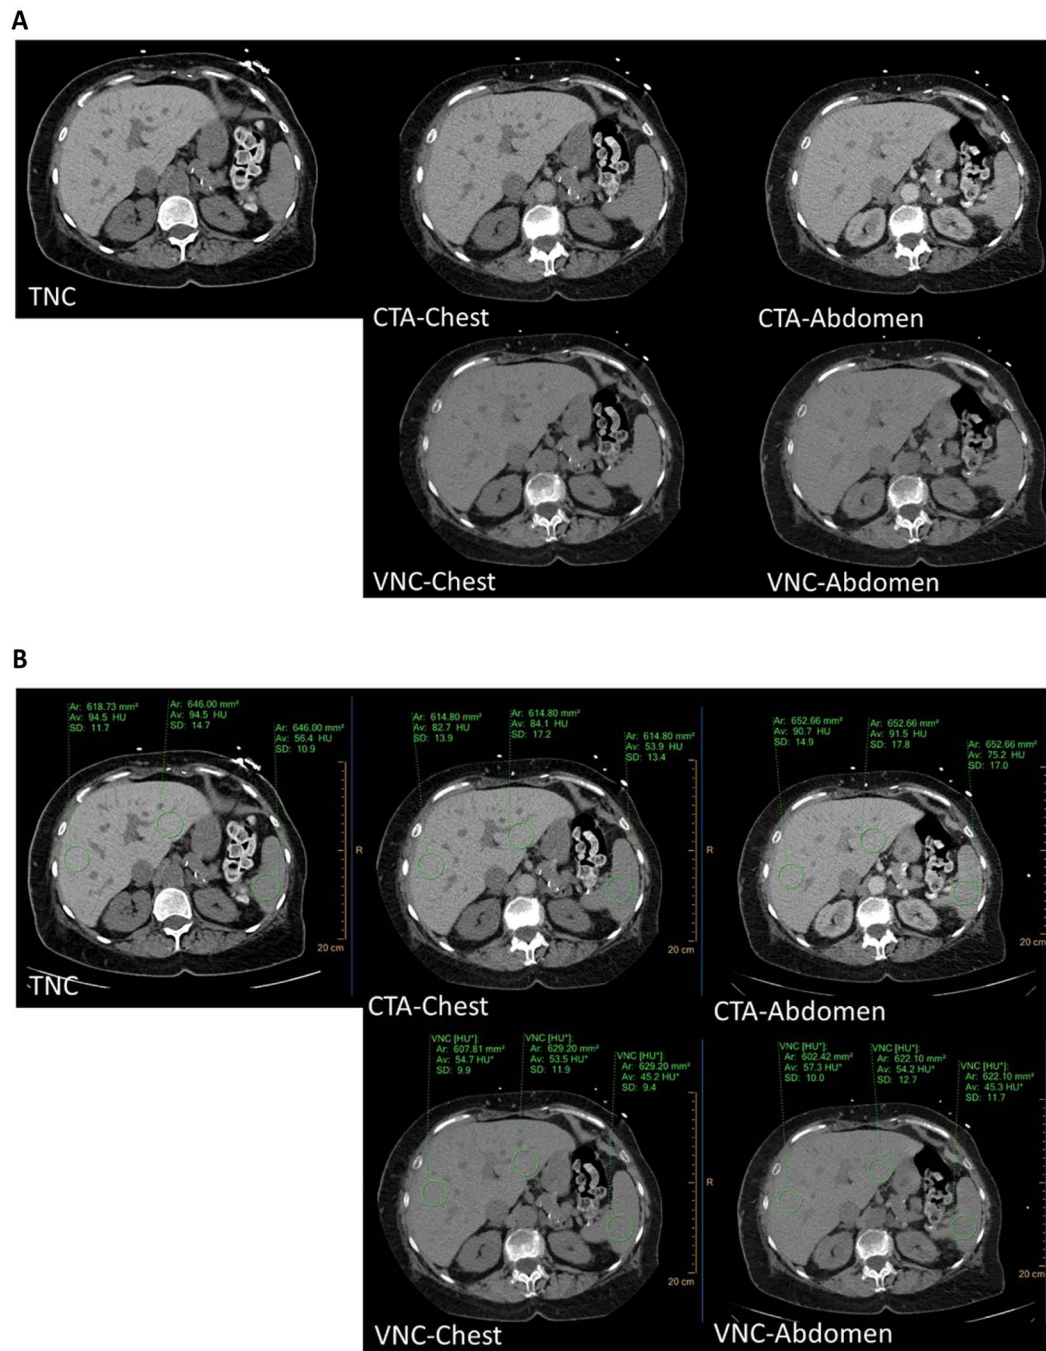 A
TNC
CTA-Chest
CTA-Abdomen
VNC-Chest
VNC-Abdomen
B
Ar: 618.73 mm²
Av: 94.5 HU
SD: 11.7
Ar: 646.00 mm²
Av: 94.5 HU
SD: 14.7
Ar: 646.00 mm²
Av: 56.4 HU
SD: 10.9
R
20 cm
TNC
Ar: 614.80 mm²
Av: 82.7 HU
SD: 13.9
Ar: 614.80 mm²
Av: 84.1 HU
SD: 17.2
Ar: 614.80 mm²
Av: 53.9 HU
SD: 13.4
R
20 cm
CTA-Chest
Ar: 652.66 mm²
Av: 90.7 HU
SD: 14.9
Ar: 652.66 mm²
Av: 91.5 HU
SD: 17.8
Ar: 652.66 mm²
Av: 75.2 HU
SD: 17.0
20 cm
CTA-Abdomen
VNC [HU*]:
Ar: 607.81 mm²
Av: 54.7 HU*
SD: 9.9
VNC [HU*]:
Ar: 629.20 mm²
Av: 53.5 HU*
SD: 11.9
VNC [HU*]:
Ar: 629.20 mm²
Av: 45.2 HU*
SD: 9.4
R
20 cm
VNC-Chest
VNC [HU*]:
Ar: 602.42 mm²
Av: 57.3 HU*
SD: 10.0
VNC [HU*]:
Ar: 622.10 mm²
Av: 54.2 HU*
SD: 12.7
VNC [HU*]:
Ar: 622.10 mm²
Av: 45.3 HU*
SD: 11.7
20 cm
VNC-Abdomen